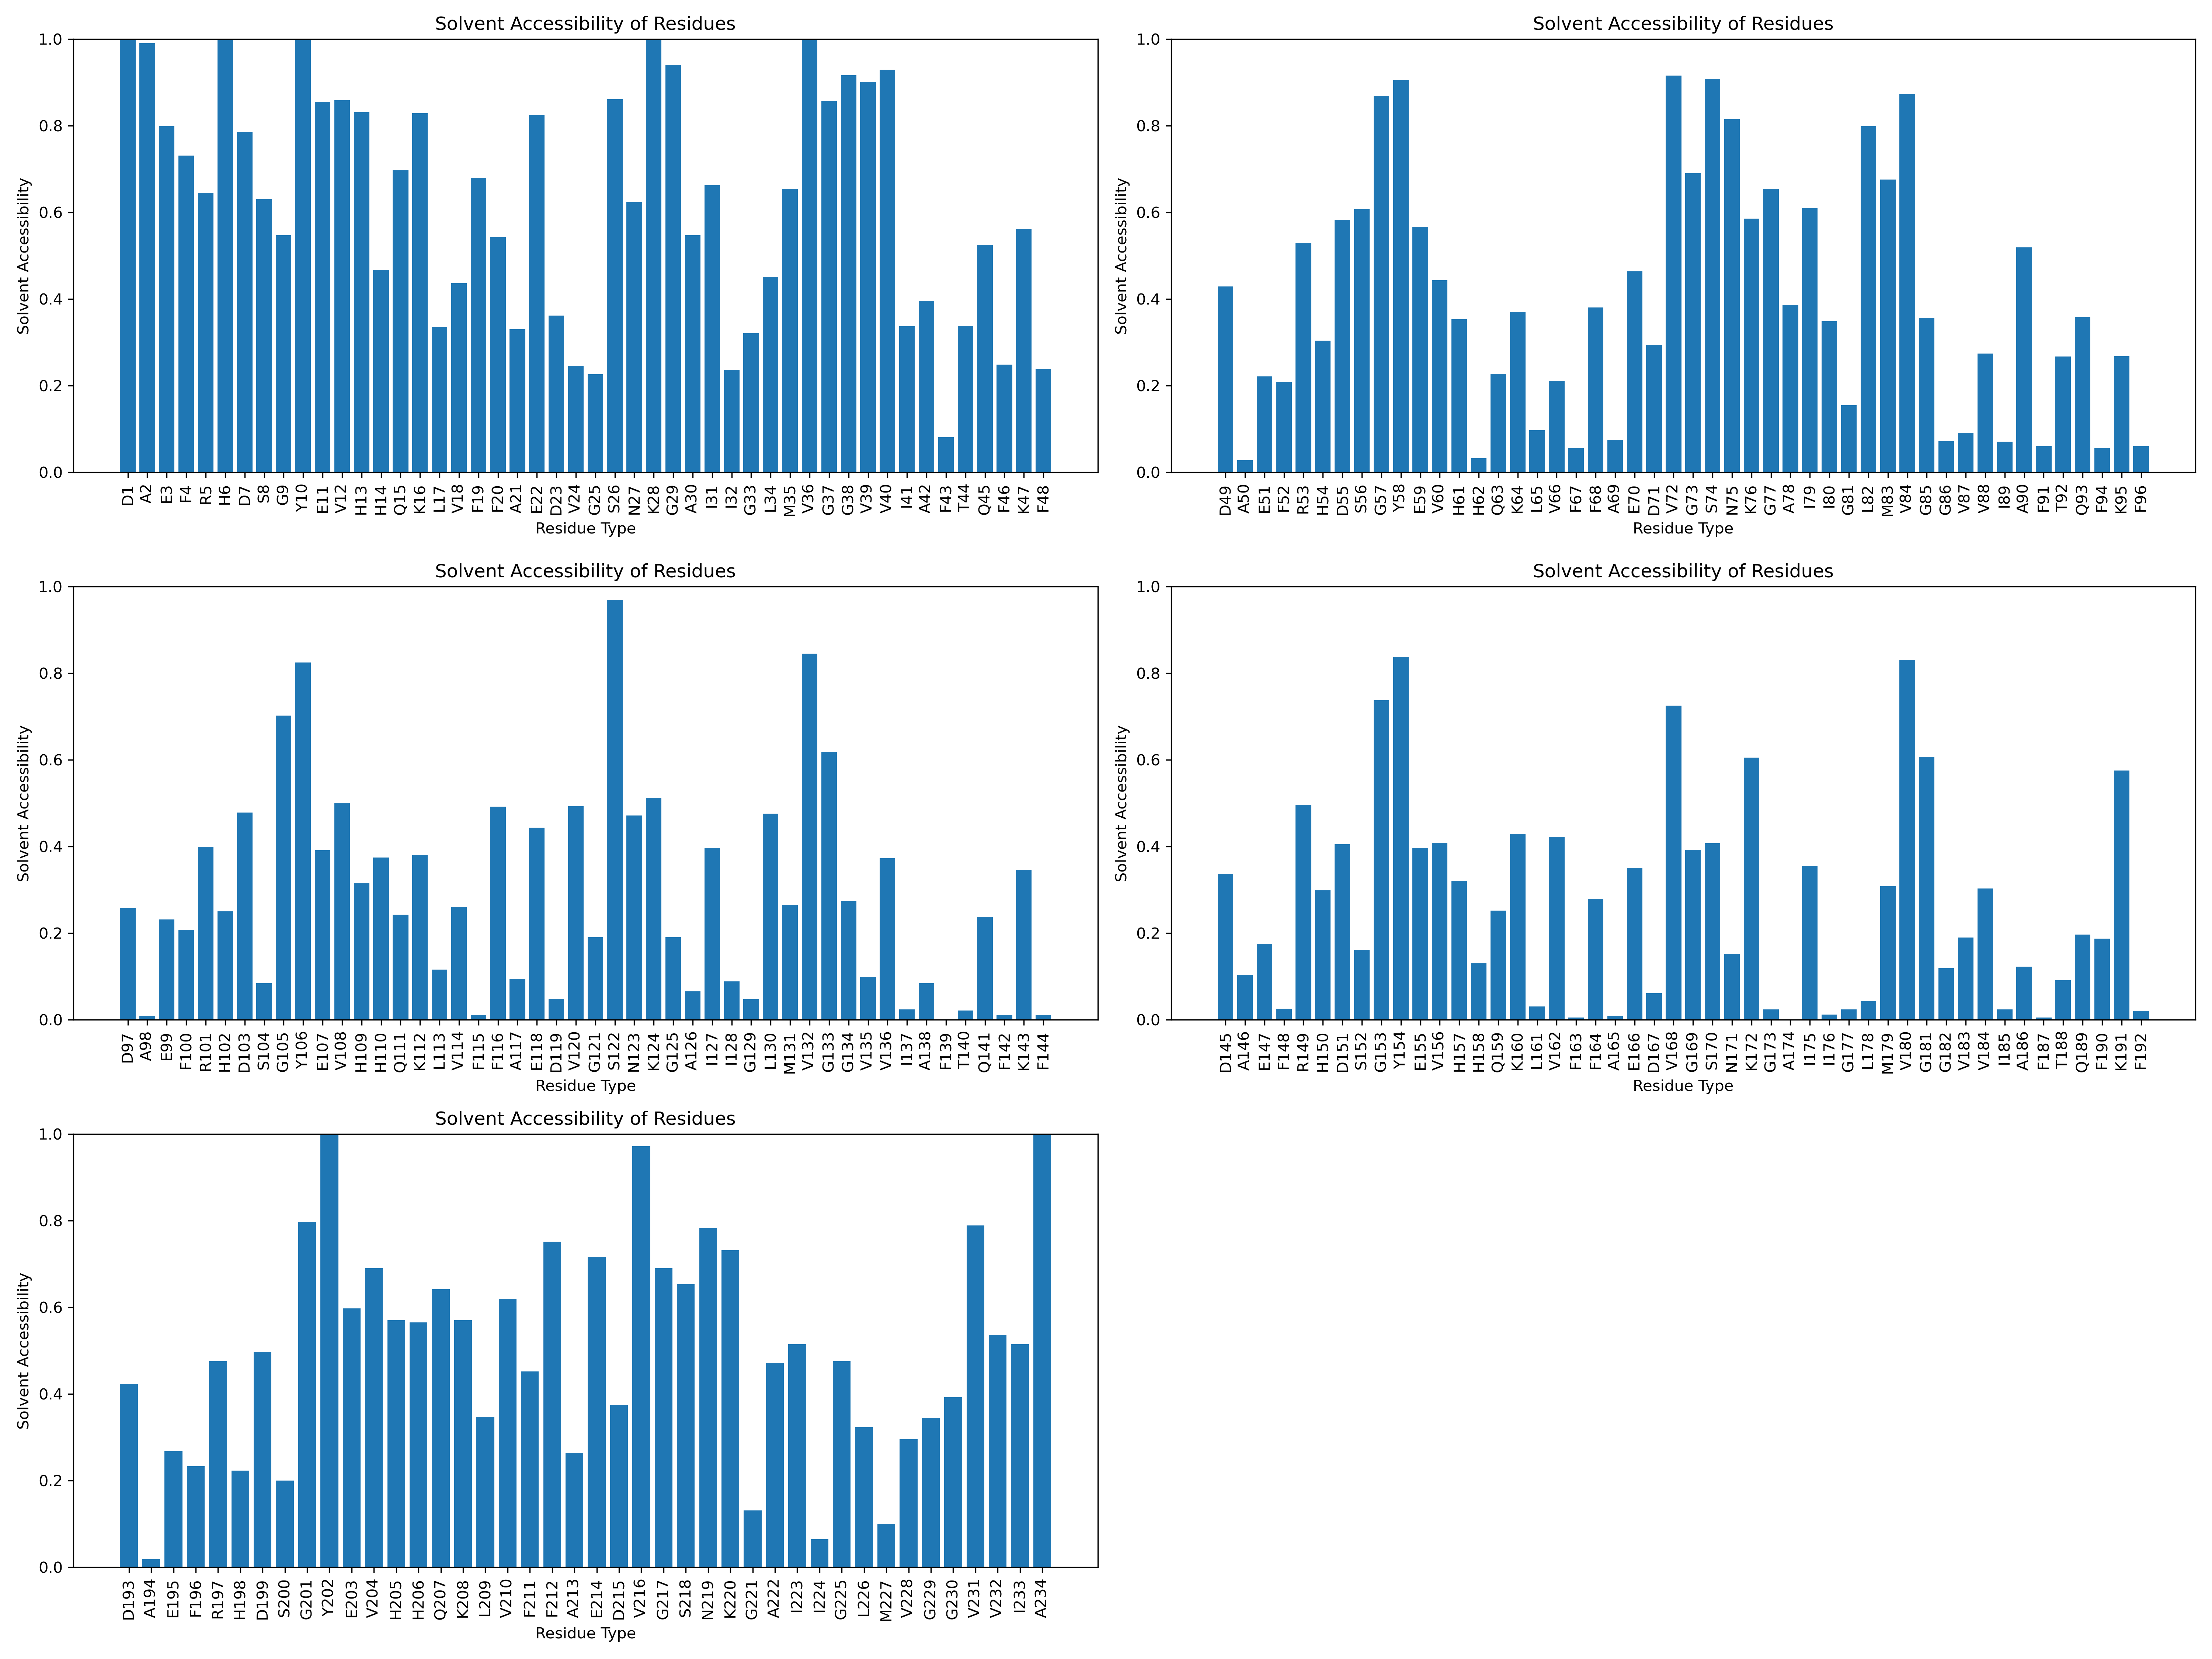 Solvent Accessibility of Residues
Solvent Accessibility
1.0
0.8
0.6
0.4
0.2
0.0
D1 A2 E3 F4 R5 H6 D7 S8 G9 Y10 E11 V12 H13 H14 Q15 K16 L17 V18 F19 F20 A21 E22 D23 V24 G25 S26 N27 K28 G29 A30 I31 I32 G33 L34 M35 V36 G37 G38 V39 V40 I41 A42 F43 T44 Q45 F46 K47 F48
Residue Type
Solvent Accessibility of Residues
Solvent Accessibility
1.0
0.8
0.6
0.4
0.2
0.0
D49 A50 E51 F52 R53 H54 D55 S56 G57 Y58 E59 V60 H61 H62 Q63 K64 L65 V66 F67 F68 A69 E70 D71 V72 G73 S74 N75 K76 G77 A78 I79 I80 G81 L82 M83 V84 G85 G86 V87 V88 I89 A90 F91 T92 Q93 F94 K95 F96
Residue Type
Solvent Accessibility of Residues
Solvent Accessibility
1.0
0.8
0.6
0.4
0.2
0.0
D97 A98 E99 F100 R101 H102 D103 S104 G105 Y106 E107 V108 H109 H110 Q111 K112 L113 V114 F115 F116 A117 E118 D119 V120 G121 S122 N123 K124 G125 A126 I127 I128 G129 L130 M131 V132 G133 G134 V135 V136 I137 A138 F139 T140 Q141 F142 K143 F144
Residue Type
Solvent Accessibility of Residues
Solvent Accessibility
1.0
0.8
0.6
0.4
0.2
0.0
D145 A146 E147 F148 R149 H150 D151 S152 G153 Y154 E155 V156 H157 H158 Q159 K160 L161 V162 F163 F164 A165 E166 D167 V168 G169 S170 N171 K172 G173 A174 I175 I176 G177 L178 M179 V180 G181 G182 V183 V184 I185 A186 F187 T188 Q189 F190 K191 F192
Residue Type
Solvent Accessibility of Residues
Solvent Accessibility
1.0
0.8
0.6
0.4
0.2
0.0
D193 A194 E195 F196 R197 H198 D199 S200 G201 Y202 E203 V204 H205 H206 Q207 K208 L209 V210 F211 F212 A213 E214 D215 V216 G217 S218 N219 K220 G221 A222 I223 I224 G225 L226 M227 V228 G229 G230 V231 V232 I233 A234
Residue Type